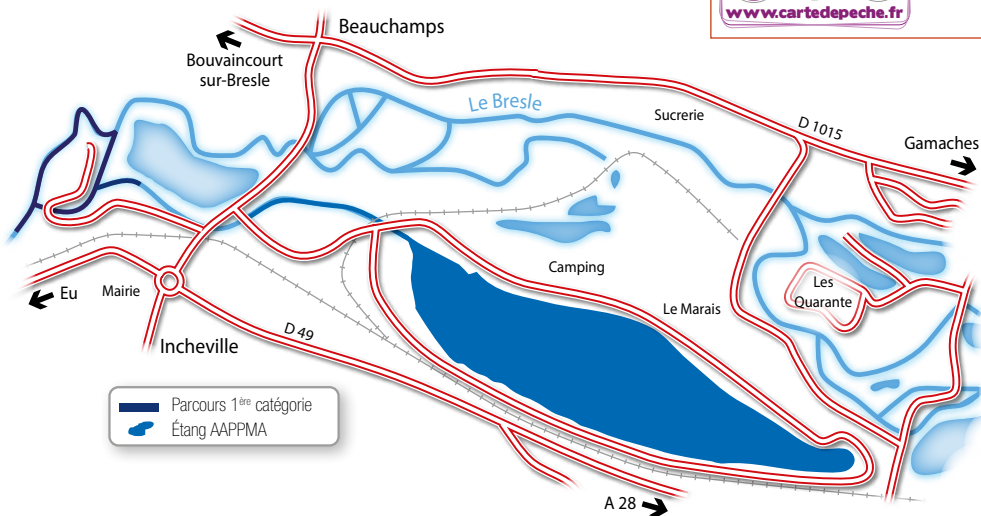 www.cartedepeche.fr
Beauchamps
Bouvaincourt
sur-Bresle
Le Bresle
Sucrerie
D 1015
Gamaches
Camping
Les
Quarante
Le Marais
Eu
Mairie
D 49
Incheville
Parcours 1ère catégorie
Étang AAPPMA
A 28